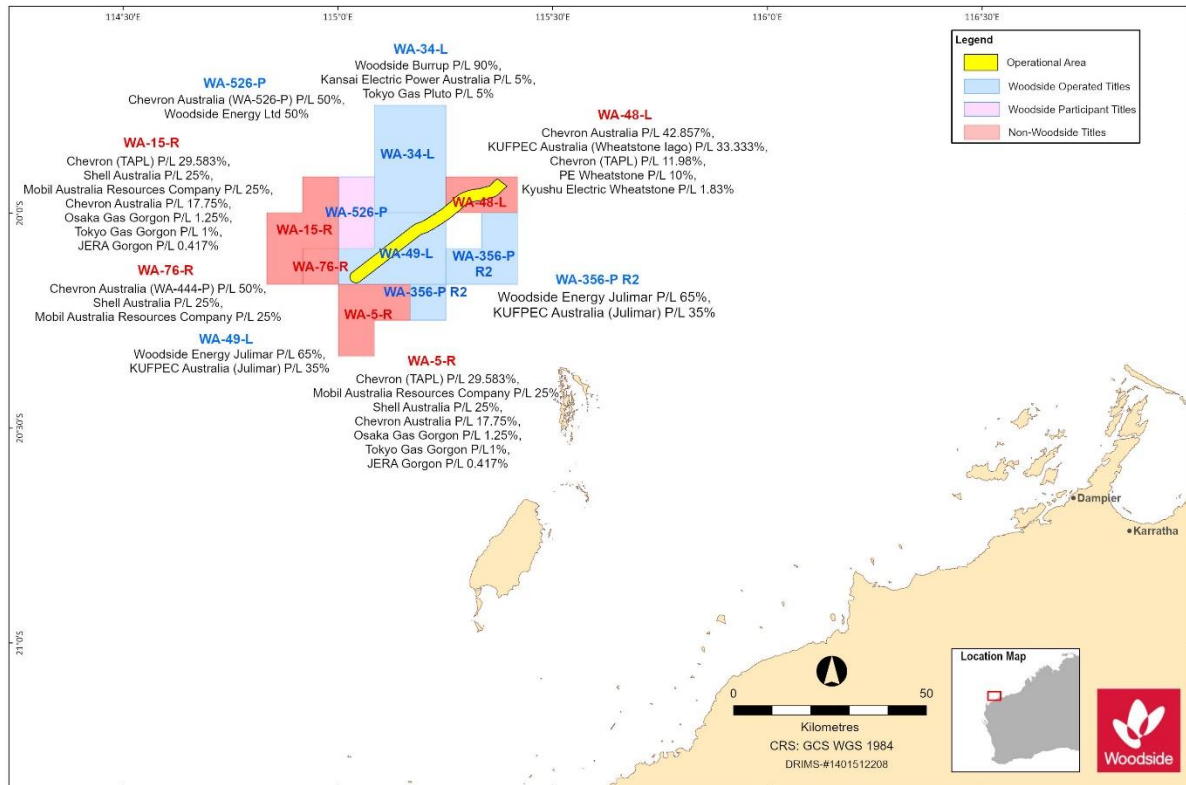 114°30'E
115°0'E
115°30'E
116°0'E
116°30'E
20°0'S
20°30'S
21°0'S
WA-34-L
Woodside Burrup P/L 90%,
Kansai Electric Power Australia P/L 5%,
Tokyo Gas Pluto P/L 5%
WA-526-P
Chevron Australia (WA-526-P) P/L 50%,
Woodside Energy Ltd 50%
WA-15-R
Chevron (TAPL) P/L 29.583%,
Shell Australia P/L 25%,
Mobil Australia Resources Company P/L 25%,
Chevron Australia P/L 17.75%,
Osaka Gas Gorgon P/L 1.25%,
Tokyo Gas Gorgon P/L 1%,
JERA Gorgon P/L 0.417%
WA-48-L
Chevron Australia P/L 42.857%,
KUFPEC Australia (Wheatstone Iago) P/L 33.333%,
Chevron (TAPL) P/L 11.98%,
PE Wheatstone P/L 10%,
Kyushu Electric Wheatstone P/L 1.83%
WA-76-R
Chevron Australia (WA-444-P) P/L 50%,
Shell Australia P/L 25%,
Mobil Australia Resources Company P/L 25%
WA-49-L
Woodside Energy Julimar P/L 65%,
KUFPEC Australia (Julimar) P/L 35%
WA-356-P R2
Woodside Energy Julimar P/L 65%,
KUFPEC Australia (Julimar) P/L 35%
WA-5-R
Chevron (TAPL) P/L 29.583%,
Mobil Australia Resources Company P/L 25%,
Shell Australia P/L 25%,
Chevron Australia P/L 17.75%,
Osaka Gas Gorgon P/L 1.25%,
Tokyo Gas Gorgon P/L1%,
JERA Gorgon P/L 0.417%
WA-34-L
WA-526-P
WA-48-L
WA-15-R
WA-76-R
WA-49-L
WA-356-P
R2
WA-356-P R2
WA-5-R
Legend
Operational Area
Woodside Operated Titles
Woodside Participant Titles
Non-Woodside Titles
Dampier
Karratha
0
50
Kilometres
CRS: GCS WGS 1984
DRIMS-#1401512208
Location Map
Woodside